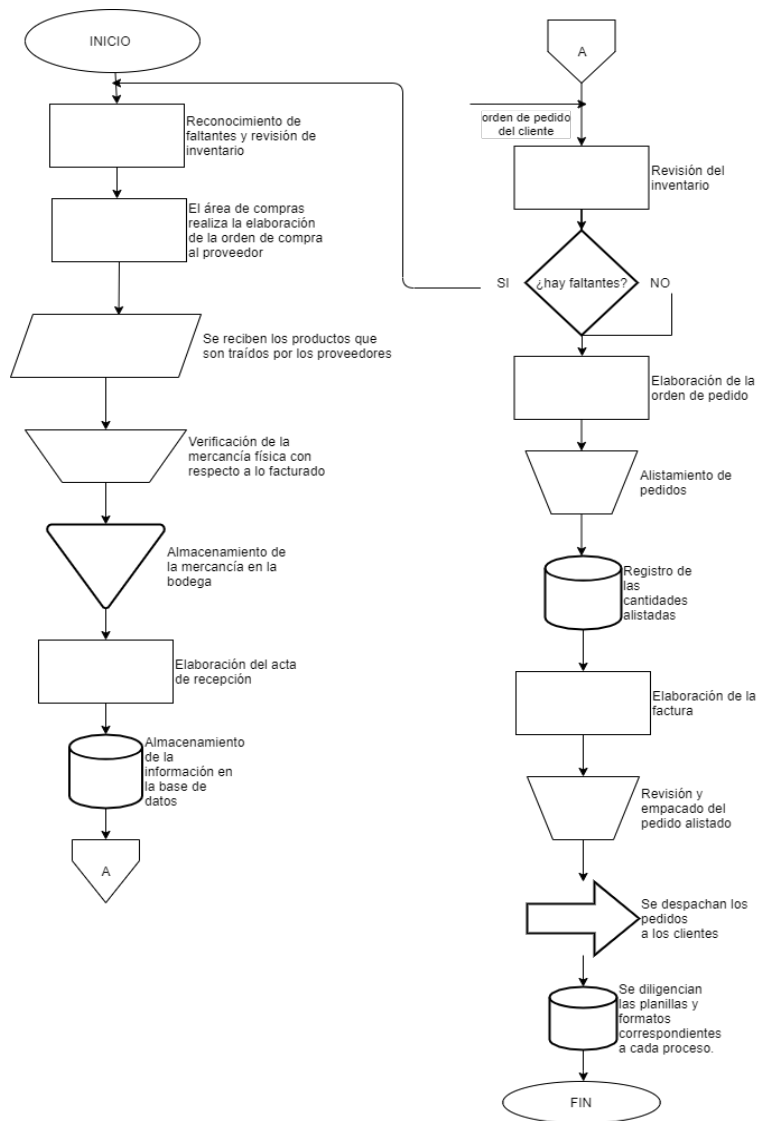 INICIO
Reconocimiento de
faltantes y revisión de
inventario
El área de compras
realiza la elaboración
de la orden de compra
al proveedor
Se reciben los productos que
son traídos por los proveedores
Verificación de la
mercancía física con
respecto a lo facturado
Almacenamiento de
la mercancía en la
bodega
Elaboración del acta
de recepción
Almacenamiento
de la
información en
la base de
datos
A
A
orden de pedido
del cliente
Revisión del
inventario
SI
¿hay faltantes?
NO
Elaboración de la
orden de pedido
Alistamiento de
pedidos
Registro de
las
cantidades
alistadas
Elaboración de la
factura
Revisión y
empacado del
pedido alistado
Se despachan los
pedidos
a los clientes
Se diligencian
las planillas y
formatos
correspondientes
a cada proceso.
FIN